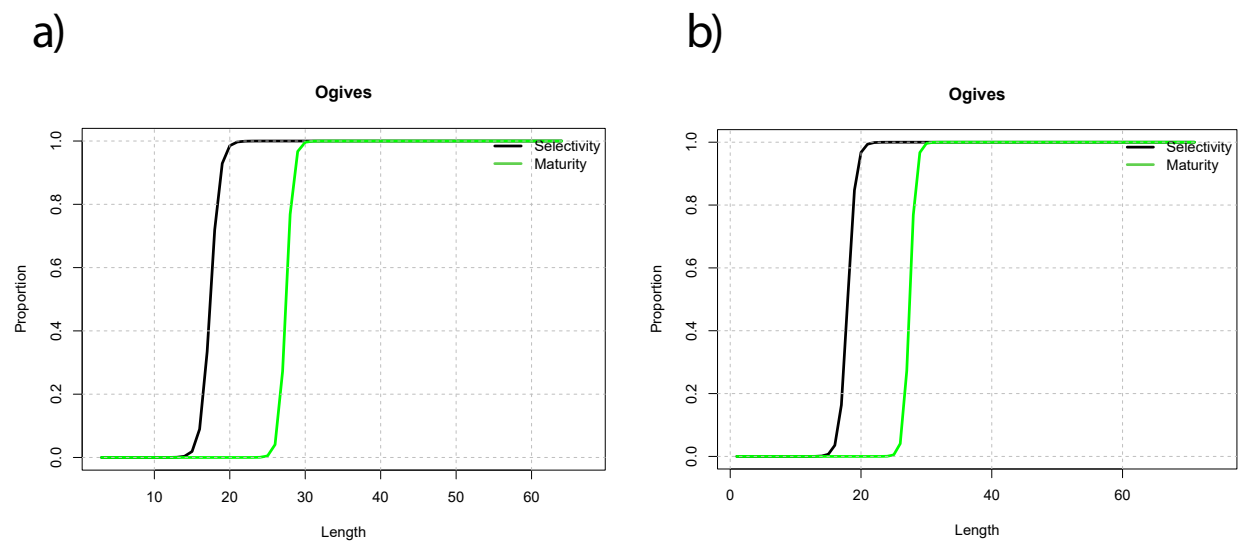 a)
Ogives
1.0
0.8
0.6
0.4
0.2
0.0
Proportion
Selectivity
Maturity
10 20 30 40 50 60
Length
b)
Ogives
1.0
0.8
0.6
0.4
0.2
0.0
Proportion
Selectivity
Maturity
0 20 40 60
Length